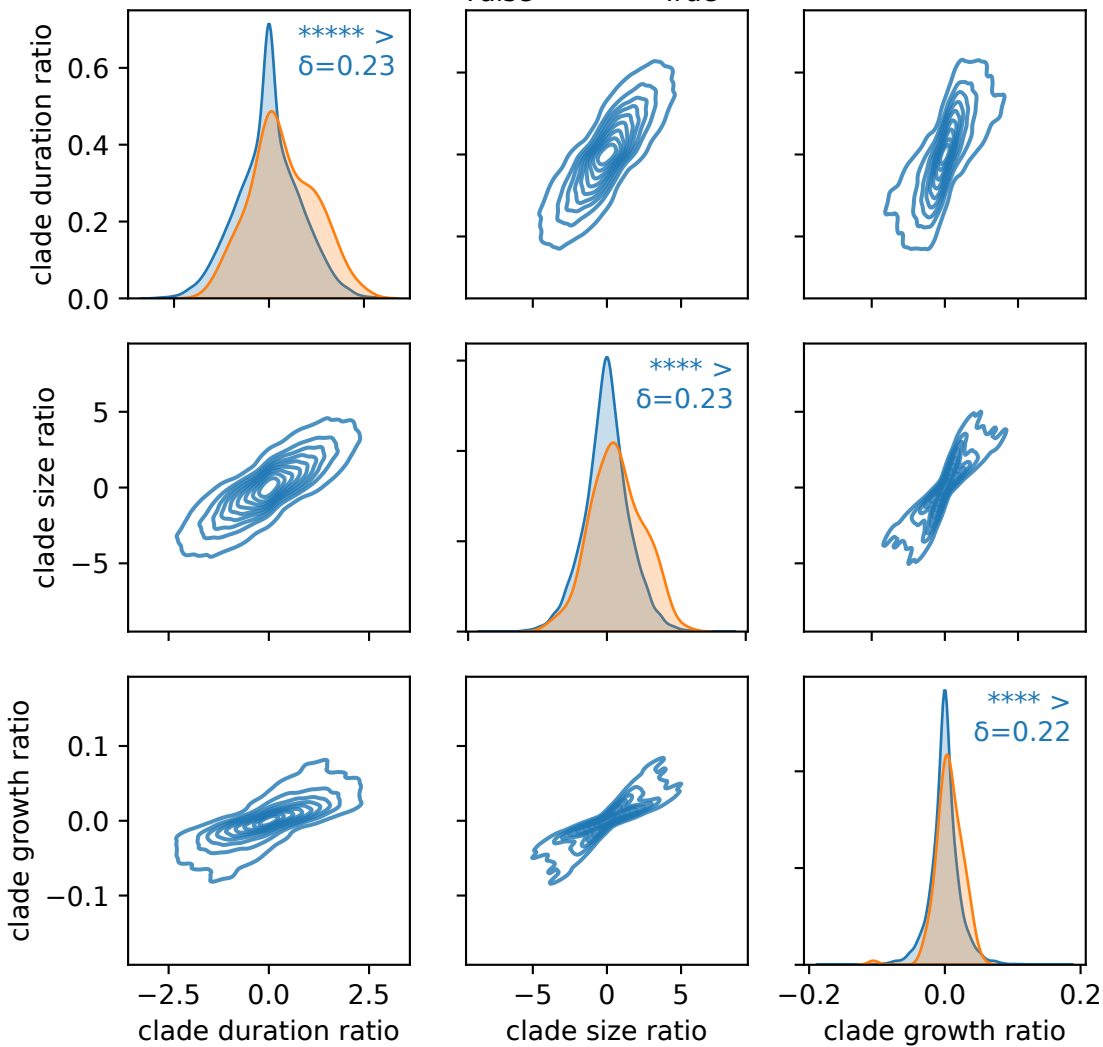 clade duration ratio
0.6
0.4
0.2
0.0
***** >
δ=0.23
clade size ratio
5
0
−5
**** >
δ=0.23
clade growth ratio
0.1
0.0
−0.1
**** >
δ=0.22
−2.5 0.0 2.5
clade duration ratio
−5 0 5
clade size ratio
−0.2 0.0 0.2
clade growth ratio